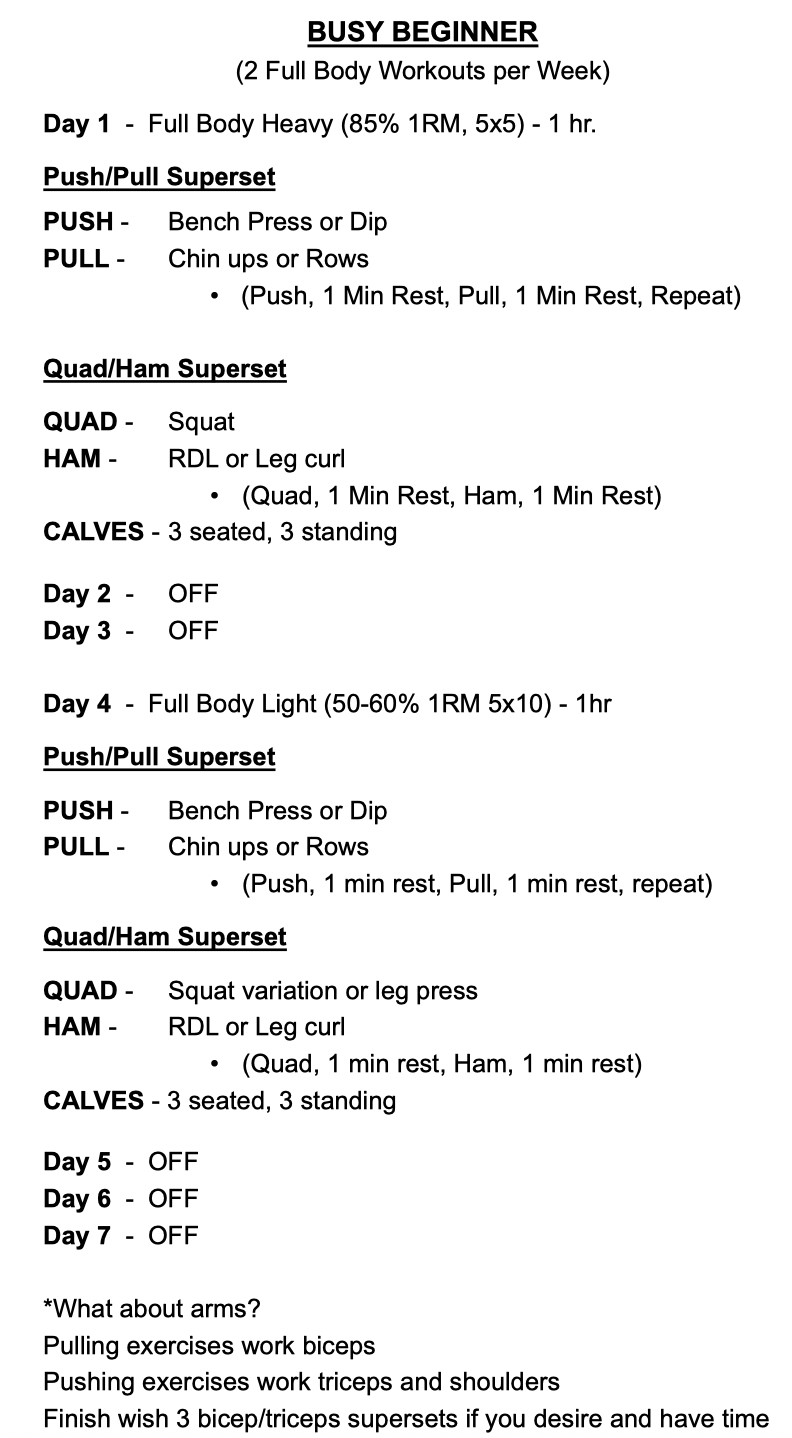 BUSY BEGINNER
(2 Full Body Workouts per Week)
Day 1 - Full Body Heavy (85% 1RM, 5x5) - 1 hr.
Push/Pull Superset
PUSH - Bench Press or Dip
PULL - Chin ups or Rows
• (Push, 1 Min Rest, Pull, 1 Min Rest, Repeat)
Quad/Ham Superset
QUAD - Squat
HAM - RDL or Leg curl
• (Quad, 1 Min Rest, Ham, 1 Min Rest)
CALVES - 3 seated, 3 standing
Day 2 - OFF
Day 3 - OFF
Day 4 - Full Body Light (50-60% 1RM 5x10) - 1hr
Push/Pull Superset
PUSH - Bench Press or Dip
PULL - Chin ups or Rows
• (Push, 1 min rest, Pull, 1 min rest, repeat)
Quad/Ham Superset
QUAD - Squat variation or leg press
HAM - RDL or Leg curl
• (Quad, 1 min rest, Ham, 1 min rest)
CALVES - 3 seated, 3 standing
Day 5 - OFF
Day 6 - OFF
Day 7 - OFF
*What about arms?
Pulling exercises work biceps
Pushing exercises work triceps and shoulders
Finish wish 3 bicep/triceps supersets if you desire and have time